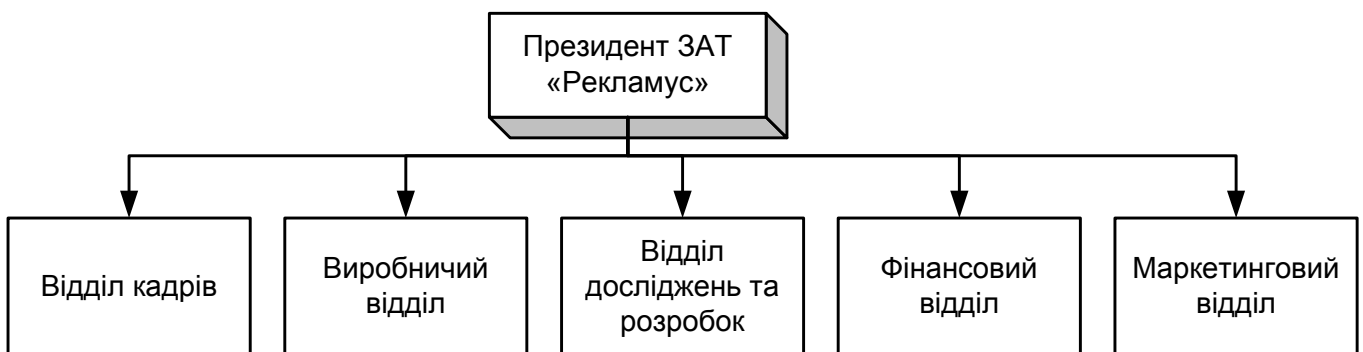 Президент ЗАТ
«Рекламус»
Відділ кадрів
Виробничий
відділ
Відділ
досліджень та
розробок
Фінансовий
відділ
Маркетинговий
відділ